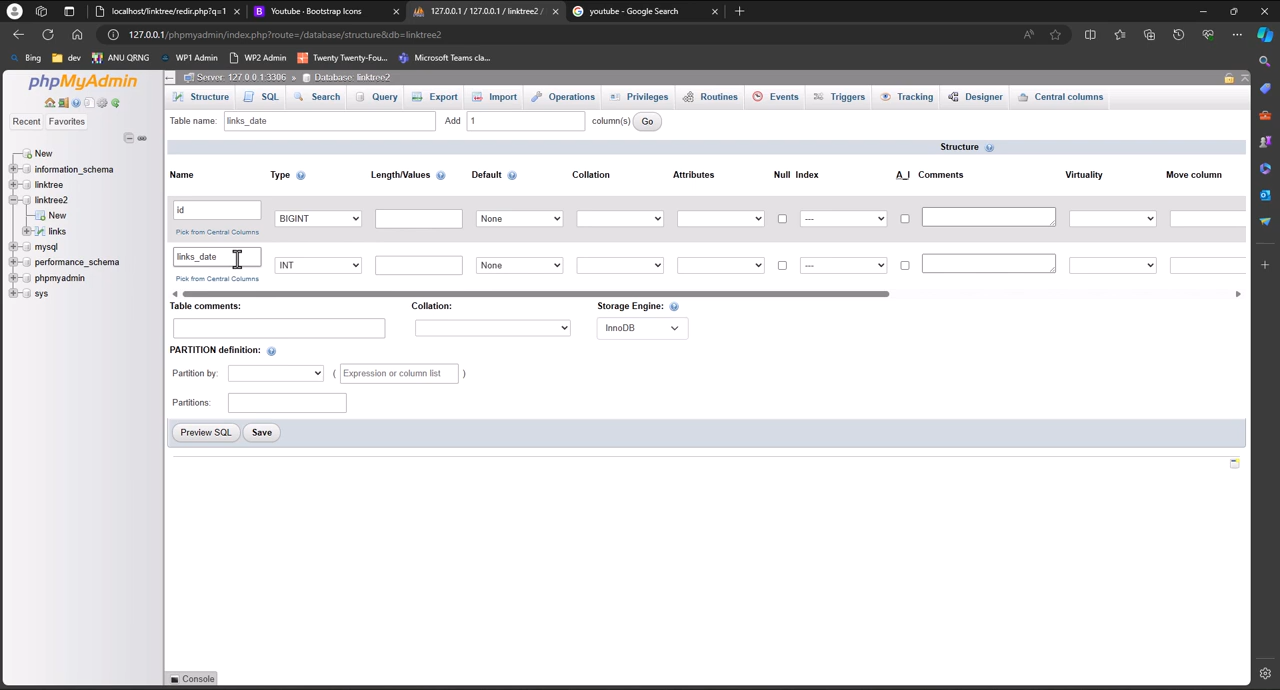 localhost/linktree/redir.php?q=1
Youtube · Bootstrap Icons
127.0.0.1 / 127.0.0.1 / linktree2 /
youtube - Google Search
127.0.0.1/phpmyadmin/index.php?route=/database/structure&db=linktree2
Bing
dev
ANU QRNG
WP1 Admin
WP2 Admin
Twenty Twenty-Fou...
Microsoft Teams cla...
phpMyAdmin
Server: 127.0.0.1:3306 » Database: linktree2
Structure
SQL
Search
Query
Export
Import
Operations
Privileges
Routines
Events
Triggers
Tracking
Designer
Central columns
Recent
Favorites
Table name: links_date Add 1 column(s) Go
Structure
New
information_schema
linktree
linktree2
New
links
mysql
performance_schema
phpmyadmin
sys
Name Type Length/Values Default Collation Attributes Null Index A_I Comments Virtuality Move column
id BIGINT None ---
Pick from Central Columns
links_date INT None ---
Pick from Central Columns
Table comments: Collation: Storage Engine:
InnoDB
PARTITION definition:
Partition by: ( Expression or column list )
Partitions:
Preview SQL Save
Console